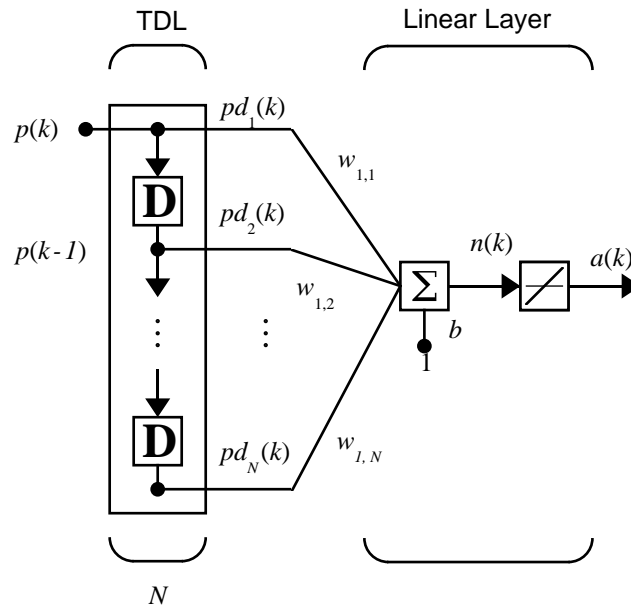 TDL
Linear Layer
p(k)
pd1(k)
w1,1
D
p(k-1)
pd2(k)
w1,2
n(k)
a(k)
Σ
b
1
D
pdN(k)
w1, N
N